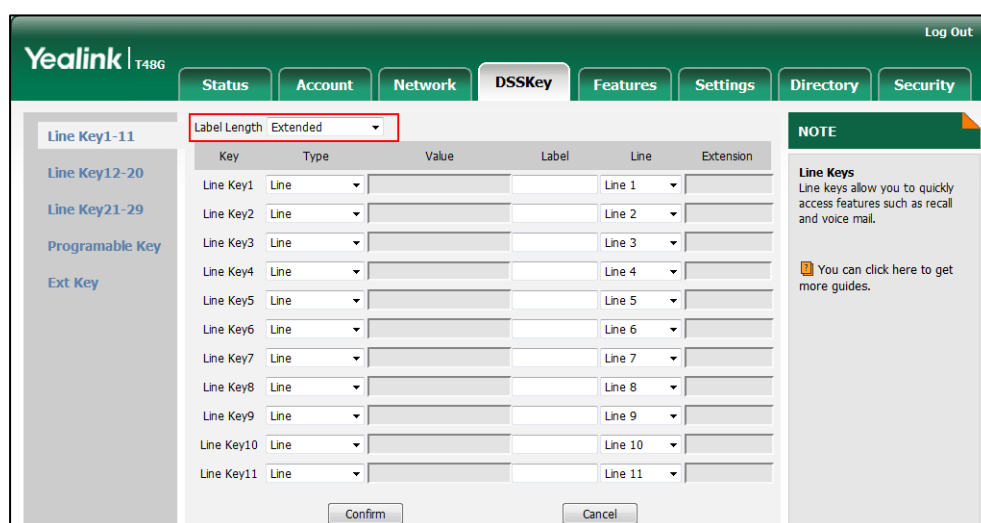 Log Out
Yealink | T48G
Status Account Network DSSKey Features Settings Directory Security
Line Key1-11
Line Key12-20
Line Key21-29
Programable Key
Ext Key
Label Length Extended
Key Type Value Label Line Extension
Line Key1 Line Line 1
Line Key2 Line Line 2
Line Key3 Line Line 3
Line Key4 Line Line 4
Line Key5 Line Line 5
Line Key6 Line Line 6
Line Key7 Line Line 7
Line Key8 Line Line 8
Line Key9 Line Line 9
Line Key10 Line Line 10
Line Key11 Line Line 11
Confirm Cancel
NOTE
Line Keys
Line keys allow you to quickly
access features such as recall
and voice mail.
? You can click here to get
more guides.